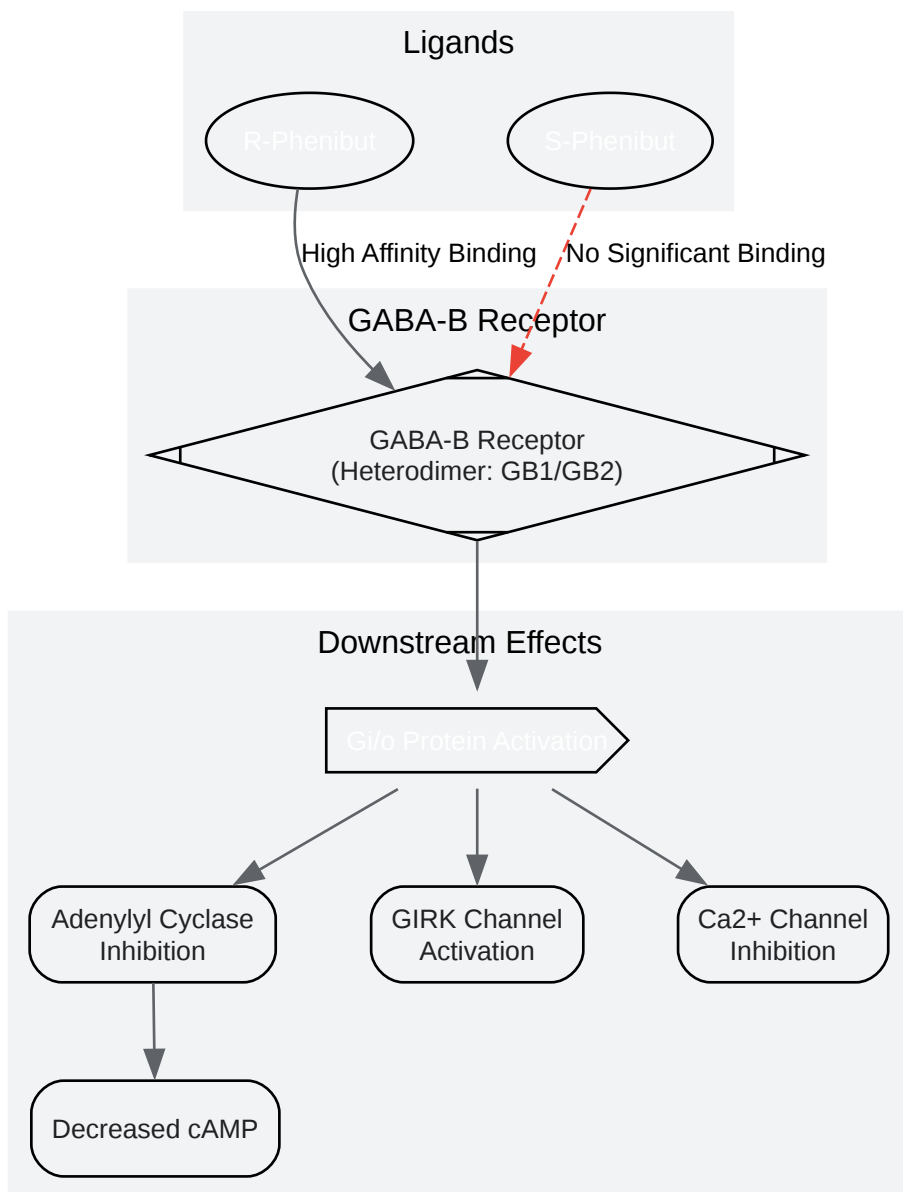 Ligands
R-Phenibut
S-Phenibut
High Affinity Binding
No Significant Binding
GABA-B Receptor
GABA-B Receptor
(Heterodimer: GB1/GB2)
Downstream Effects
Gi/o Protein Activation
Adenylyl Cyclase
Inhibition
GIRK Channel
Activation
Ca2+ Channel
Inhibition
Decreased cAMP